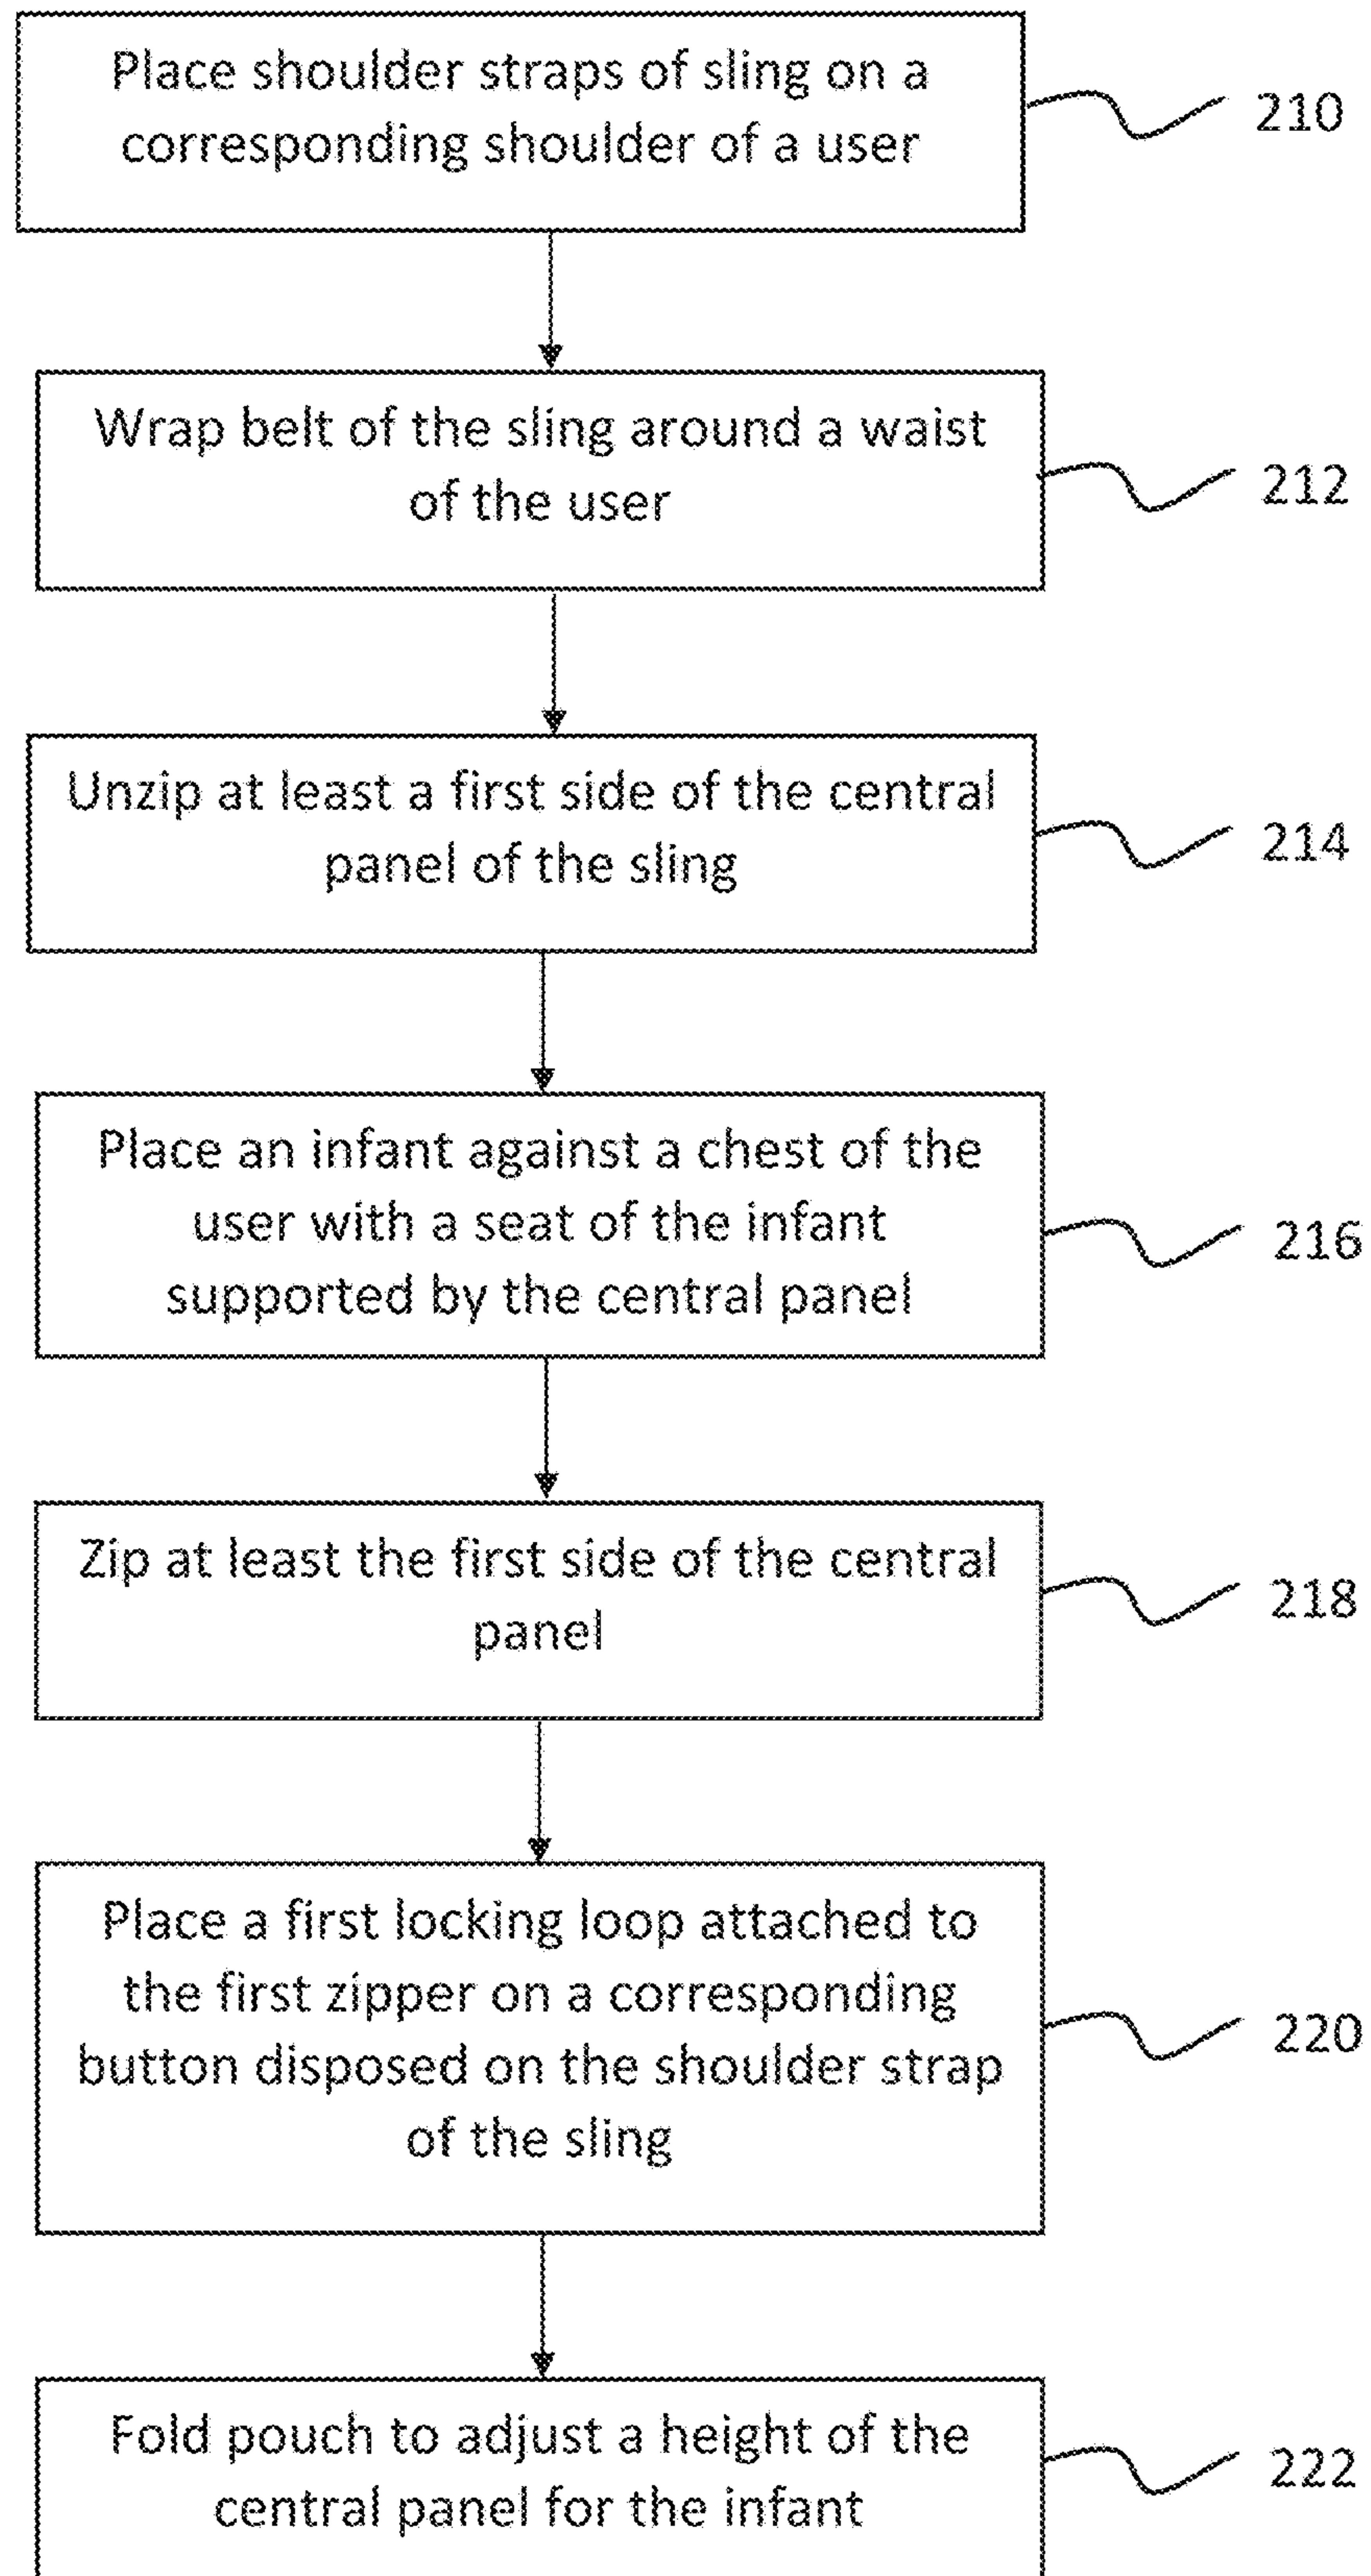 Place shoulder straps of sling on a
corresponding shoulder of a user
210
Wrap belt of the sling around a waist
of the user
212
Unzip at least a first side of the central
panel of the sling
214
Place an infant against a chest of the
user with a seat of the infant
supported by the central panel
216
Zip at least the first side of the central
panel
218
Place a first locking loop attached to
the first zipper on a corresponding
button disposed on the shoulder strap
of the sling
220
Fold pouch to adjust a height of the
central panel for the infant
222